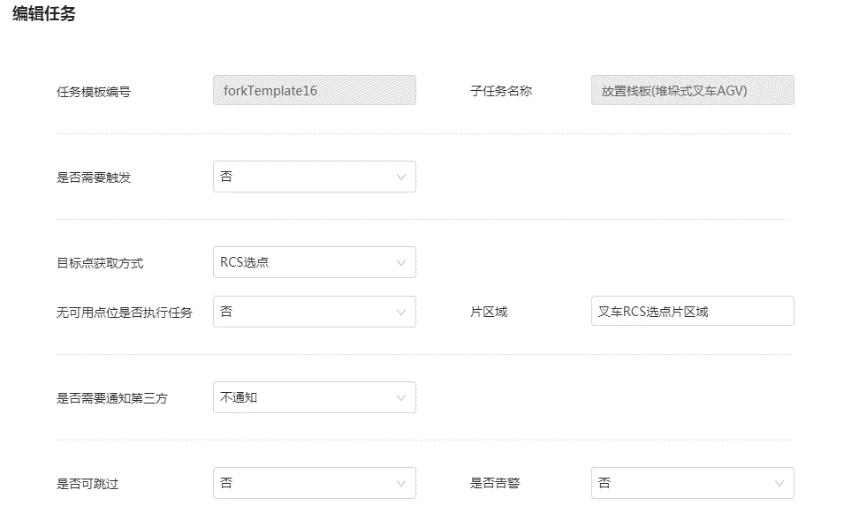 编辑任务
任务模板编号 forkTemplate16 子任务名称 放置栈板(堆垛式叉车AGV)
是否需要触发 否
目标点获取方式 RCS选点
无可用点位是否执行任务 否 片区域 叉车RCS选点片区域
是否需要通知第三方 不通知
是否可跳过 否 是否告警 否